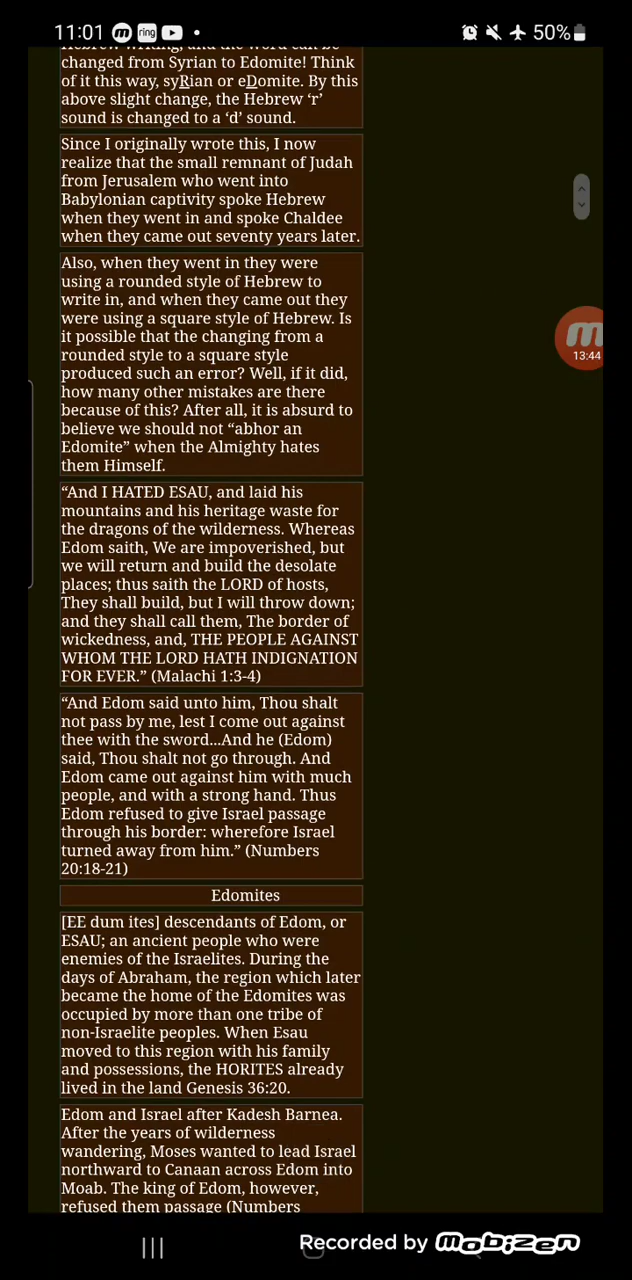 11:01 m ring • 50%
Hebrew writing, and the word can be
changed from Syrian to Edomite! Think
of it this way, syRian or eDomite. By this
above slight change, the Hebrew ‘r’
sound is changed to a ‘d’ sound.
Since I originally wrote this, I now
realize that the small remnant of Judah
from Jerusalem who went into
Babylonian captivity spoke Hebrew
when they went in and spoke Chaldee
when they came out seventy years later.
Also, when they went in they were
using a rounded style of Hebrew to
write in, and when they came out they
were using a square style of Hebrew. Is
it possible that the changing from a
rounded style to a square style
produced such an error? Well, if it did,
how many other mistakes are there
because of this? After all, it is absurd to
believe we should not “abhor an
Edomite” when the Almighty hates
them Himself.
m
13:44
“And I HATED ESAU, and laid his
mountains and his heritage waste for
the dragons of the wilderness. Whereas
Edom saith, We are impoverished, but
we will return and build the desolate
places; thus saith the LORD of hosts,
They shall build, but I will throw down;
and they shall call them, The border of
wickedness, and, THE PEOPLE AGAINST
WHOM THE LORD HATH INDIGNATION
FOR EVER.” (Malachi 1:3-4)
“And Edom said unto him, Thou shalt
not pass by me, lest I come out against
thee with the sword...And he (Edom)
said, Thou shalt not go through. And
Edom came out against him with much
people, and with a strong hand. Thus
Edom refused to give Israel passage
through his border: wherefore Israel
turned away from him.” (Numbers
20:18-21)
Edomites
[EE dum ites] descendants of Edom, or
ESAU; an ancient people who were
enemies of the Israelites. During the
days of Abraham, the region which later
became the home of the Edomites was
occupied by more than one tribe of
non-Israelite peoples. When Esau
moved to this region with his family
and possessions, the HORITES already
lived in the land Genesis 36:20.
Edom and Israel after Kadesh Barnea.
After the years of wilderness
wandering, Moses wanted to lead Israel
northward to Canaan across Edom into
Moab. The king of Edom, however,
refused them passage (Numbers
Recorded by mobizen